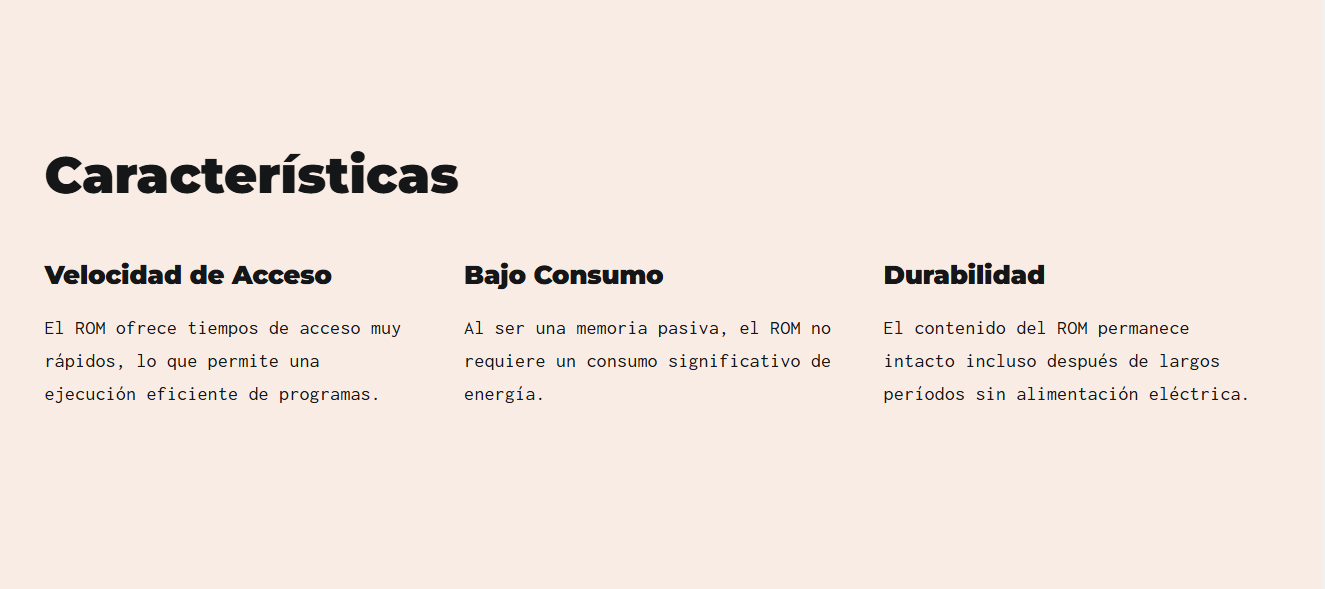 Características
Velocidad de Acceso
El ROM ofrece tiempos de acceso muy
rápidos, lo que permite una
ejecución eficiente de programas.
Bajo Consumo
Al ser una memoria pasiva, el ROM no
requiere un consumo significativo de
energía.
Durabilidad
El contenido del ROM permanece
intacto incluso después de largos
períodos sin alimentación eléctrica.